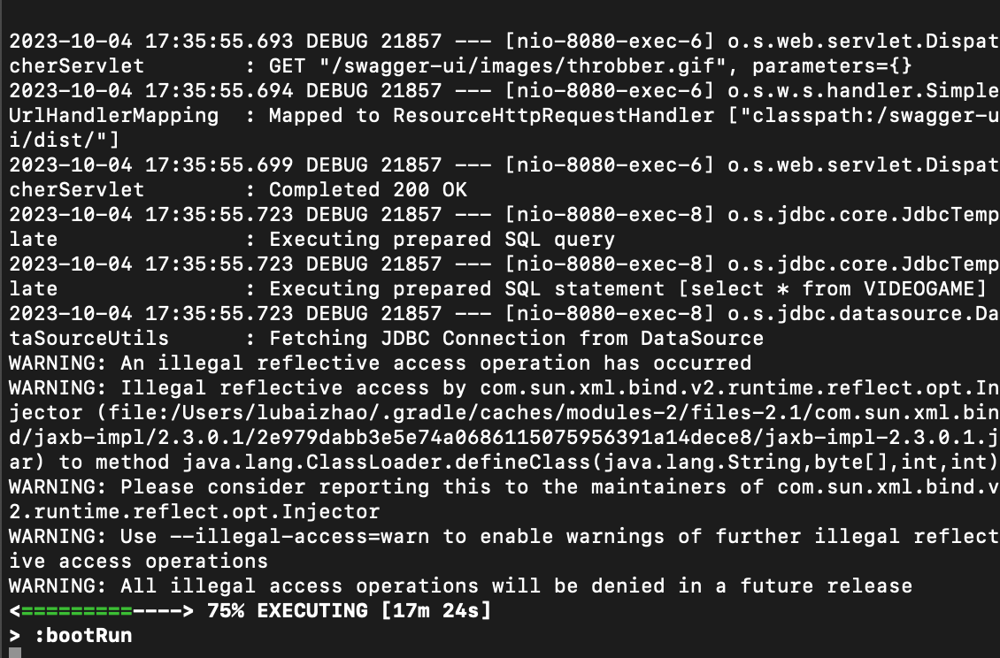 2023-10-04 17:35:55.693 DEBUG 21857 --- [nio-8080-exec-6] o.s.web.servlet.Dispat
cherServlet        : GET "/swagger-ui/images/throbber.gif", parameters={}
2023-10-04 17:35:55.694 DEBUG 21857 --- [nio-8080-exec-6] o.s.w.s.handler.Simple
UrlHandlerMapping  : Mapped to ResourceHttpRequestHandler ["classpath:/swagger-u
i/dist/"]
2023-10-04 17:35:55.699 DEBUG 21857 --- [nio-8080-exec-6] o.s.web.servlet.Dispat
cherServlet        : Completed 200 OK
2023-10-04 17:35:55.723 DEBUG 21857 --- [nio-8080-exec-8] o.s.jdbc.core.JdbcTemp
late               : Executing prepared SQL query
2023-10-04 17:35:55.723 DEBUG 21857 --- [nio-8080-exec-8] o.s.jdbc.core.JdbcTemp
late               : Executing prepared SQL statement [select * from VIDEOGAME]
2023-10-04 17:35:55.723 DEBUG 21857 --- [nio-8080-exec-8] o.s.jdbc.datasource.Da
taSourceUtils      : Fetching JDBC Connection from DataSource
WARNING: An illegal reflective access operation has occurred
WARNING: Illegal reflective access by com.sun.xml.bind.v2.runtime.reflect.opt.In
jector (file:/Users/lubaizhao/.gradle/caches/modules-2/files-2.1/com.sun.xml.bin
d/jaxb-impl/2.3.0.1/2e979dabb3e5e74a0686115075956391a14dece8/jaxb-impl-2.3.0.1.j
ar) to method java.lang.ClassLoader.defineClass(java.lang.String,byte[],int,int)
WARNING: Please consider reporting this to the maintainers of com.sun.xml.bind.v
2.runtime.reflect.opt.Injector
WARNING: Use --illegal-access=warn to enable warnings of further illegal reflect
ive access operations
WARNING: All illegal access operations will be denied in a future release
<=========----> 75% EXECUTING [17m 24s]
> :bootRun